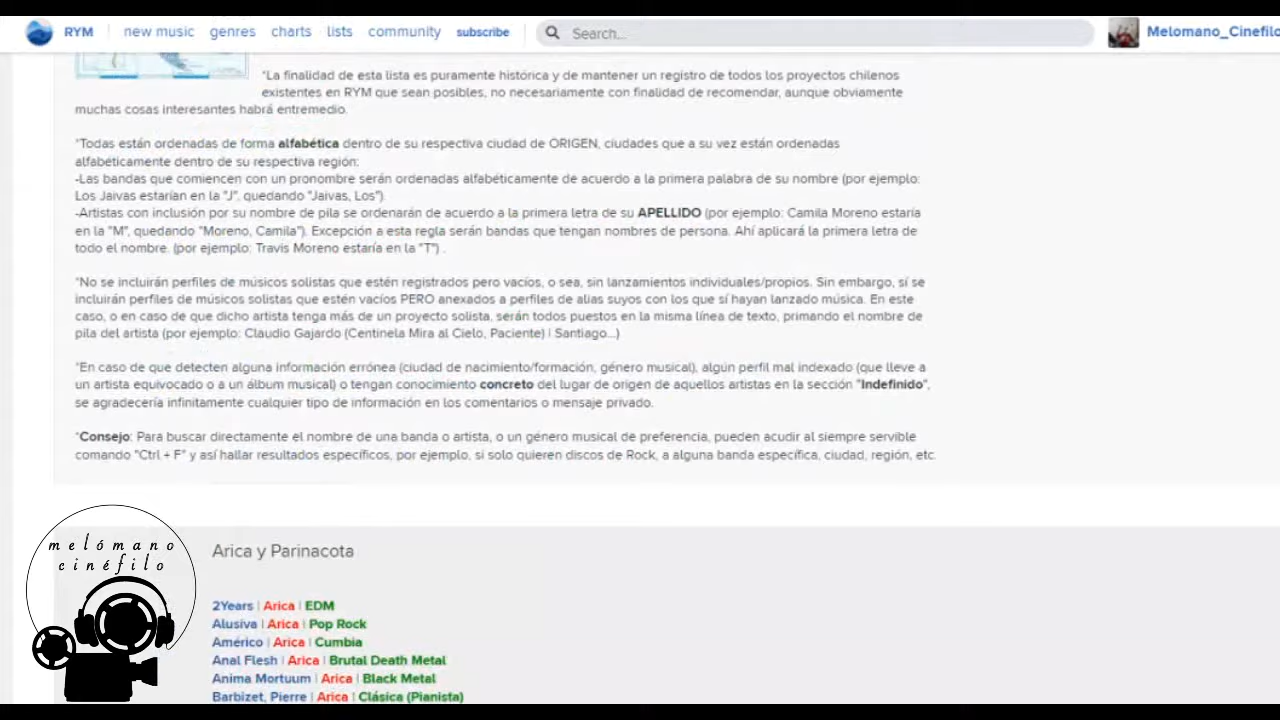 RYM new music genres charts lists community subscribe Search... Melomano_Cinefilo
*La finalidad de esta lista es puramente histórica y de mantener un registro de todos los proyectos chilenos
existentes en RYM que sean posibles, no necesariamente con finalidad de recomendar, aunque obviamente
muchas cosas interesantes habrá entremedio.
*Todas están ordenadas de forma alfabética dentro de su respectiva ciudad de ORIGEN, ciudades que a su vez están ordenadas
alfabéticamente dentro de su respectiva región:
-Las bandas que comiencen con un pronombre serán ordenadas alfabéticamente de acuerdo a la primera palabra de su nombre (por ejemplo:
Los Jaivas estarían en la "J", quedando "Jaivas, Los").
-Artistas con inclusión por su nombre de pila se ordenarán de acuerdo a la primera letra de su APELLIDO (por ejemplo: Camila Moreno estaría
en la "M", quedando "Moreno, Camila"). Excepción a esta regla serán bandas que tengan nombres de persona. Ahí aplicará la primera letra de
todo el nombre. (por ejemplo: Travis Moreno estaría en la "T") .
*No se incluirán perfiles de músicos solistas que estén registrados pero vacíos, o sea, sin lanzamientos individuales/propios. Sin embargo, sí se
incluirán perfiles de músicos solistas que estén vacíos PERO anexados a perfiles de alias suyos con los que sí hayan lanzado música. En este
caso, o en caso de que dicho artista tenga más de un proyecto solista, serán todos puestos en la misma línea de texto, primando el nombre de
pila del artista (por ejemplo: Claudio Gajardo (Centinela Mira al Cielo, Paciente) | Santiago...)
*En caso de que detecten alguna información errónea (ciudad de nacimiento/formación, género musical), algún perfil mal indexado (que lleve a
un artista equivocado o a un álbum musical) o tengan conocimiento concreto del lugar de origen de aquellos artistas en la sección "Indefinido",
se agradecería infinitamente cualquier tipo de información en los comentarios o mensaje privado.
*Consejo: Para buscar directamente el nombre de una banda o artista, o un género musical de preferencia, pueden acudir al siempre servible
comando "Ctrl + F" y así hallar resultados específicos, por ejemplo, si solo quieren discos de Rock, a alguna banda específica, ciudad, región, etc.
melómano
cinéfilo
Arica y Parinacota
2Years | Arica | EDM
Alusiva | Arica | Pop Rock
Américo | Arica | Cumbia
Anal Flesh | Arica | Brutal Death Metal
Anima Mortuum | Arica | Black Metal
Barbizet, Pierre | Arica | Clásica (Pianista)